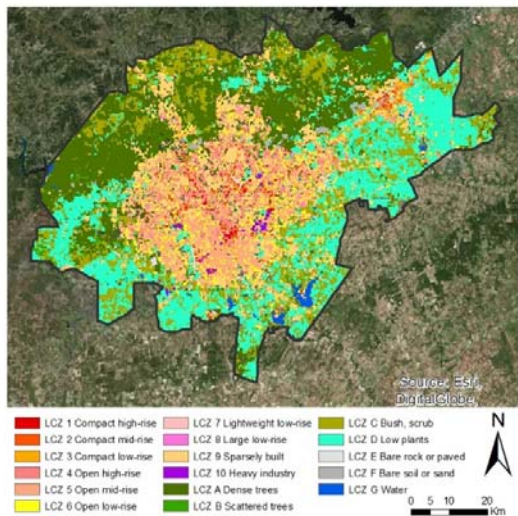 Source: Esri,
DigitalGlobe
LCZ 1 Compact high-rise
LCZ 2 Compact mid-rise
LCZ 3 Compact low-rise
LCZ 4 Open high-rise
LCZ 5 Open mid-rise
LCZ 6 Open low-rise
LCZ 7 Lightweight low-rise
LCZ 8 Large low-rise
LCZ 9 Sparsely built
LCZ 10 Heavy industry
LCZ A Dense trees
LCZ B Scattered trees
LCZ C Bush, scrub
LCZ D Low plants
LCZ E Bare rock or paved
LCZ F Bare soil or sand
LCZ G Water
N
0 5 10 20
Km